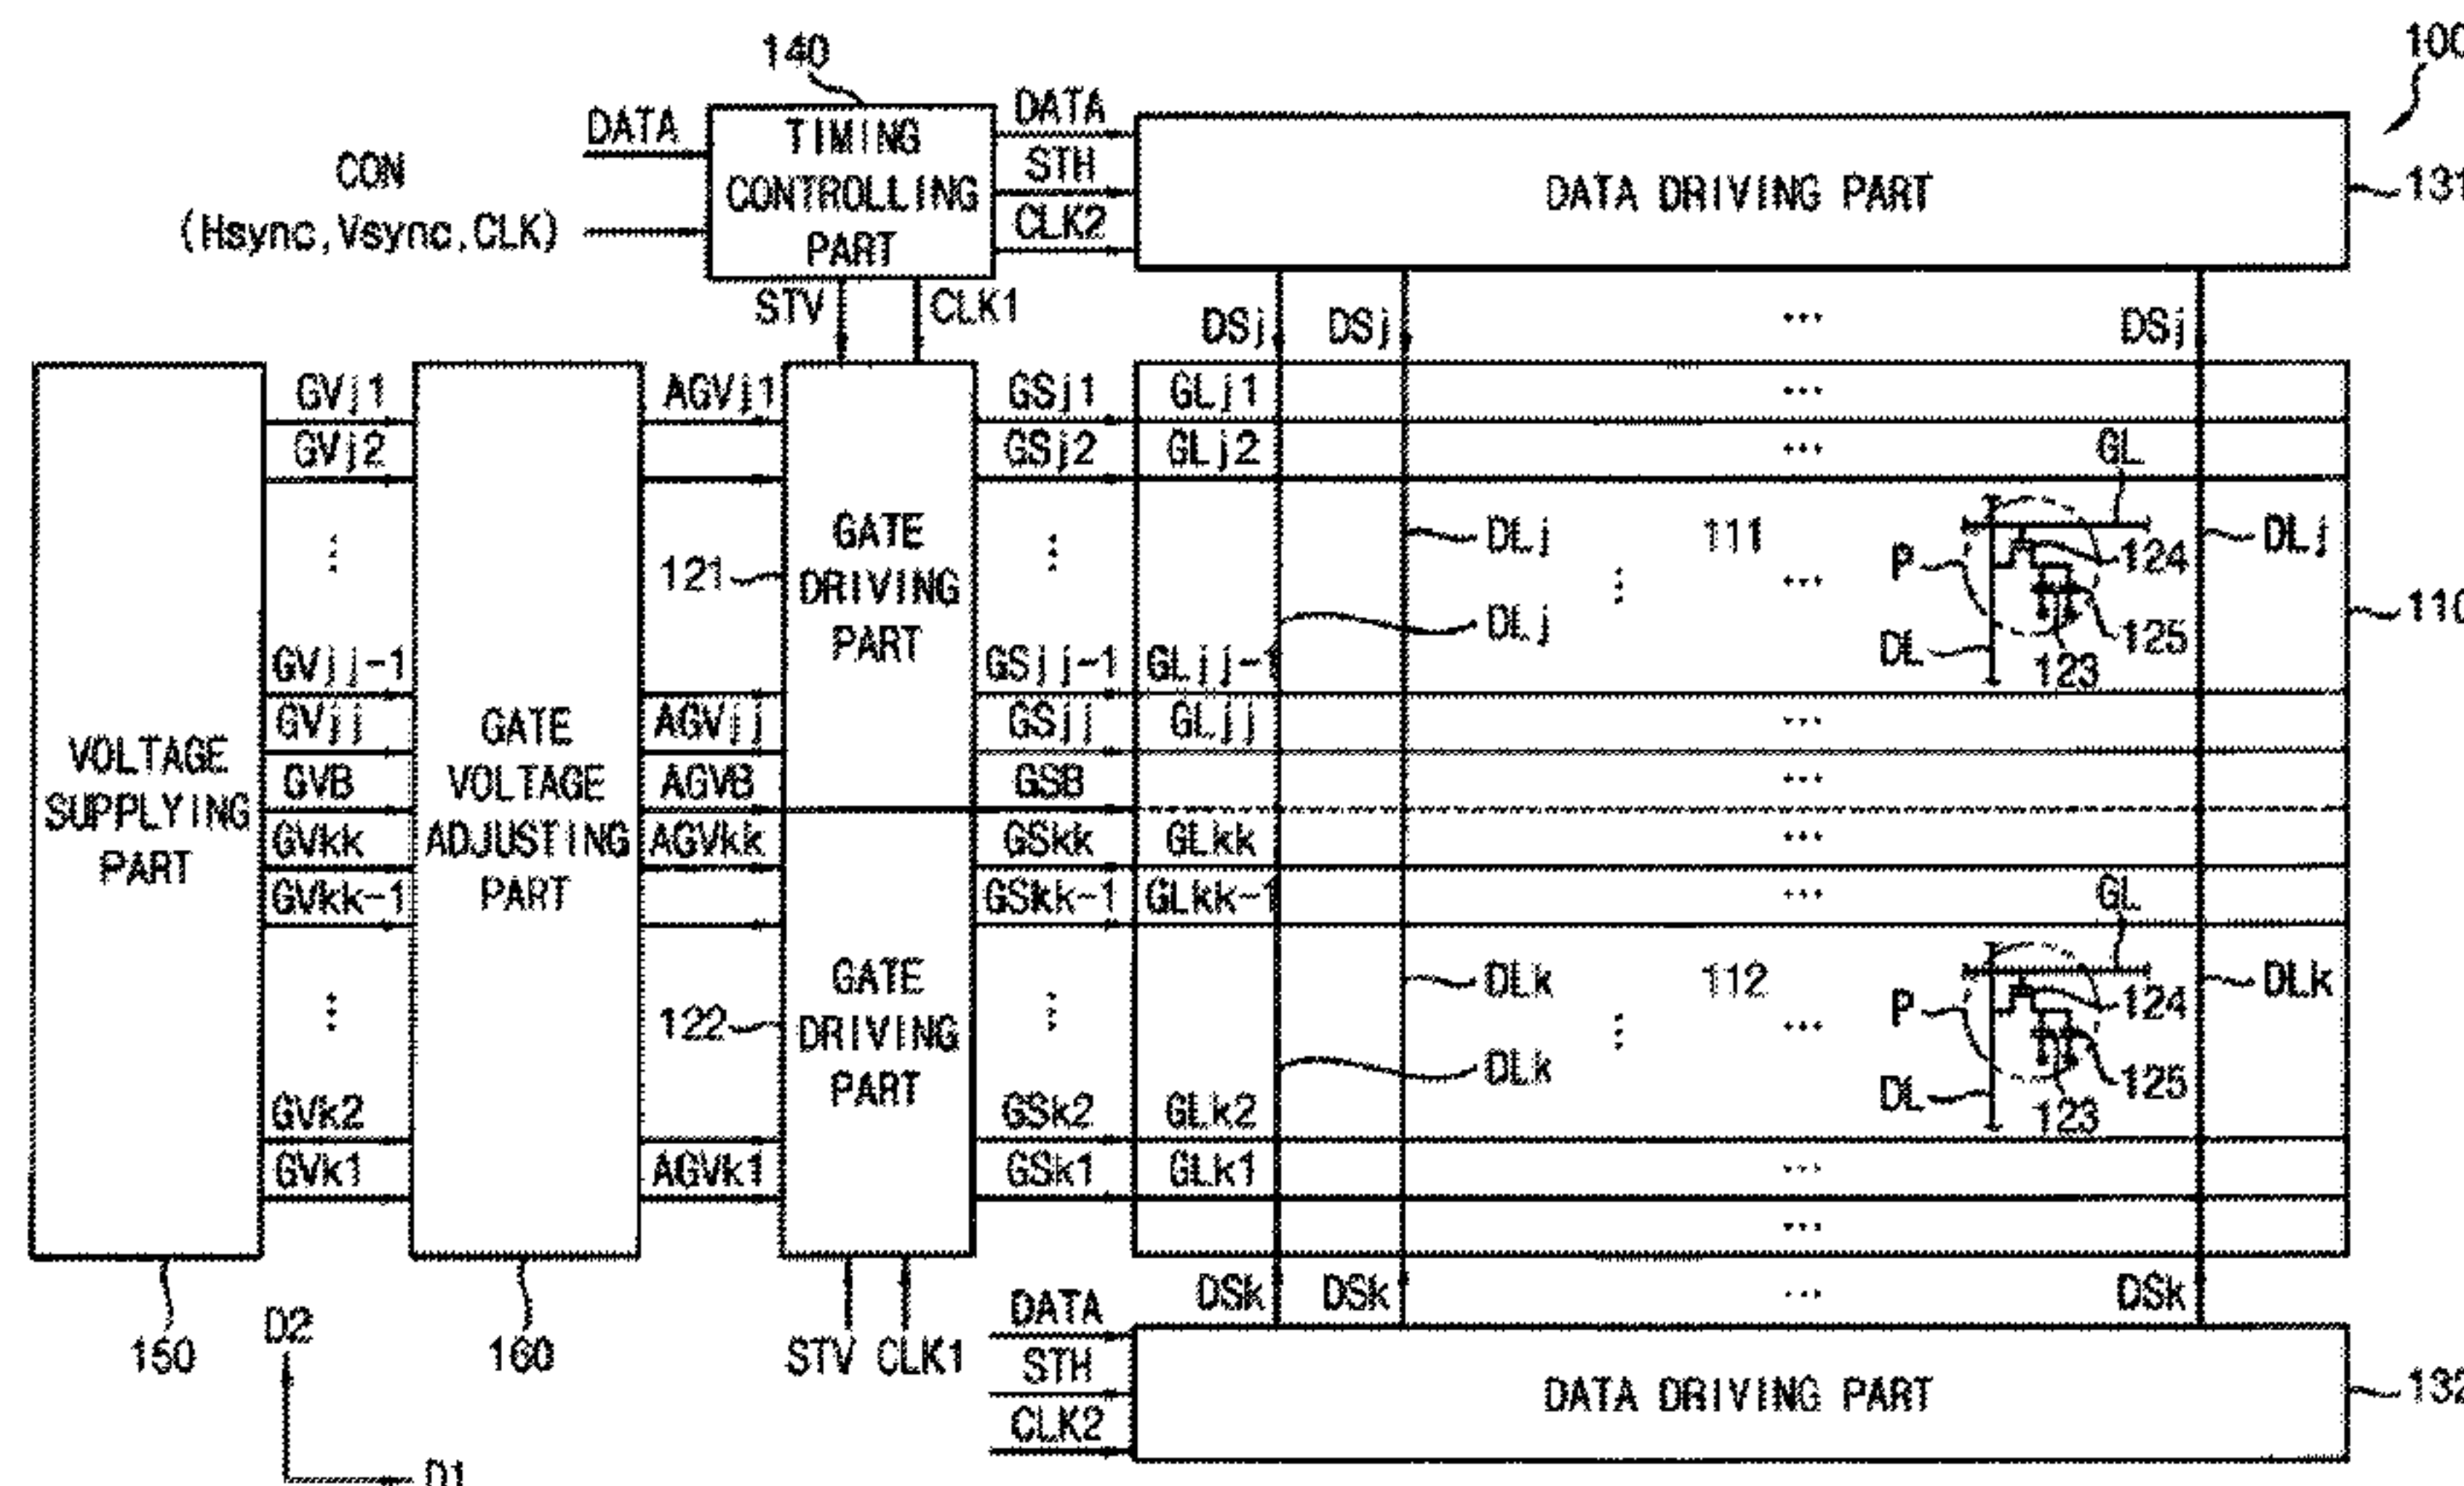 100
140
DATA
CON
(Hsync,Vsync,CLK)
TIMING
CONTROLLING
PART
DATA
STH
CLK2
DATA DRIVING PART
131
STV
CLK1
DSj
DSj
...
DSj
GVj1
AGVj1
GSj1
GLj1
...
GVj2
GSj2
GLj2
...
GL
121
GATE
DRIVING
PART
DLj
111
...
P
124
DLj
110
DLj
DL
123
125
GVjj-1
GSjj-1
GLjj-1
GVjj
AGVjj
GSjj
GLjj
...
VOLTAGE
SUPPLYING
PART
GVB
GATE
VOLTAGE
ADJUSTING
PART
AGVB
GSB
...
GVkk
AGVkk
GSkk
GLkk
...
GVkk-1
GSkk-1
GLkk-1
...
GL
122
GATE
DRIVING
PART
DLk
112
...
P
124
DLk
DLk
DL
123
125
GVk2
GSk2
GLk2
GVk1
AGVk1
GSk1
GLk1
...
...
150
D2
D1
160
STV
CLK1
DSk
DSk
...
DSk
DATA
STH
CLK2
DATA DRIVING PART
132